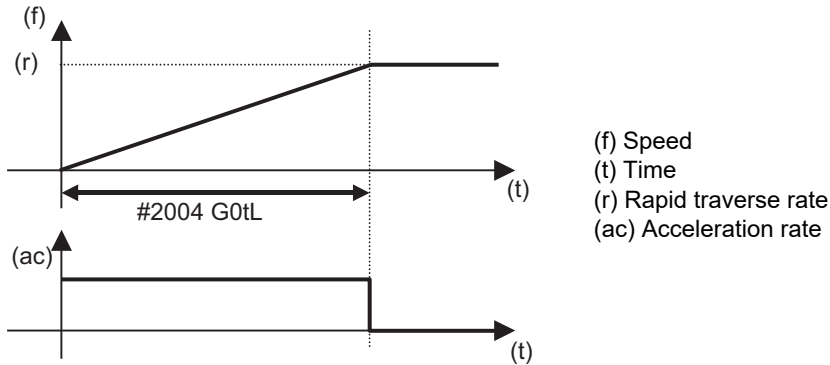 (f)
(r)
(t)
#2004 G0tL
(ac)
(t)
(f) Speed
(t) Time
(r) Rapid traverse rate
(ac) Acceleration rate